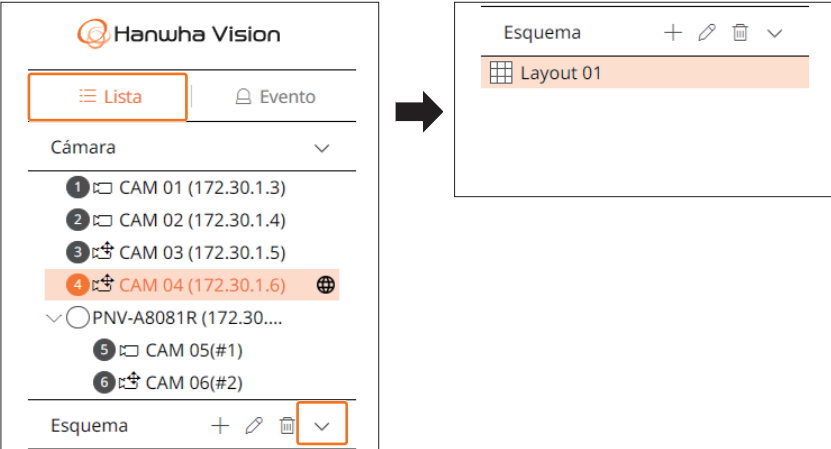 Hanwha Vision
Lista
Evento
Cámara
1 CAM 01 (172.30.1.3)
2 CAM 02 (172.30.1.4)
3 CAM 03 (172.30.1.5)
4 CAM 04 (172.30.1.6)
PNV-A8081R (172.30....
5 CAM 05(#1)
6 CAM 06(#2)
Esquema
Esquema
Layout 01